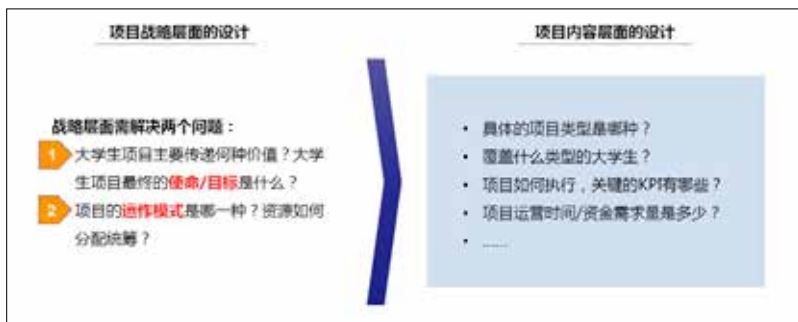 项目战略层面的设计
战略层面需解决两个问题：
1 大学生项目主要传递何种价值？大学
生项目最终的使命/目标是什么？
2 项目的运作模式是哪一种？资源如何
分配统筹？
项目内容层面的设计
• 具体的项目类型是哪种？
• 覆盖什么类型的大学生？
• 项目如何执行，关键的KPI有哪些？
• 项目运营时间/资金需求量是多少？
• ……